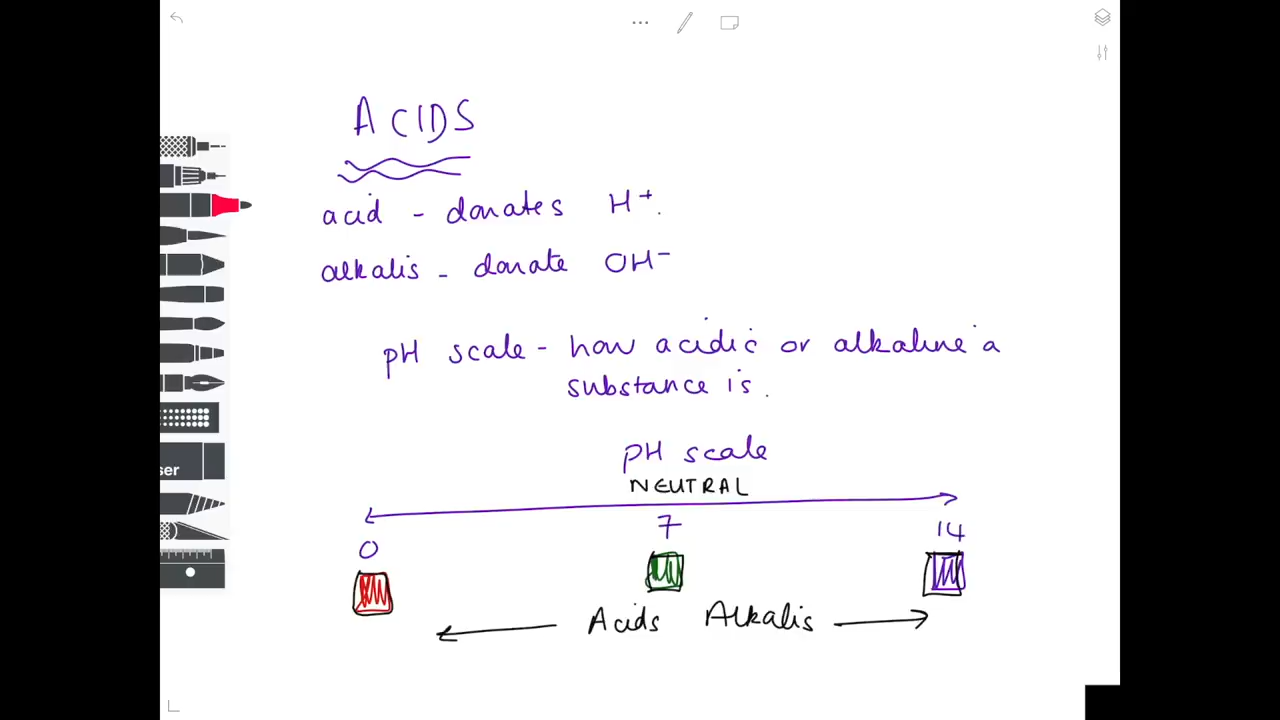 ACIDS
acid - donates H+.
alkalis - donate OH-
pH scale - how acidic or alkaline a
substance is.
pH scale
NEUTRAL
0 7 14
Acids Alkalis
ser